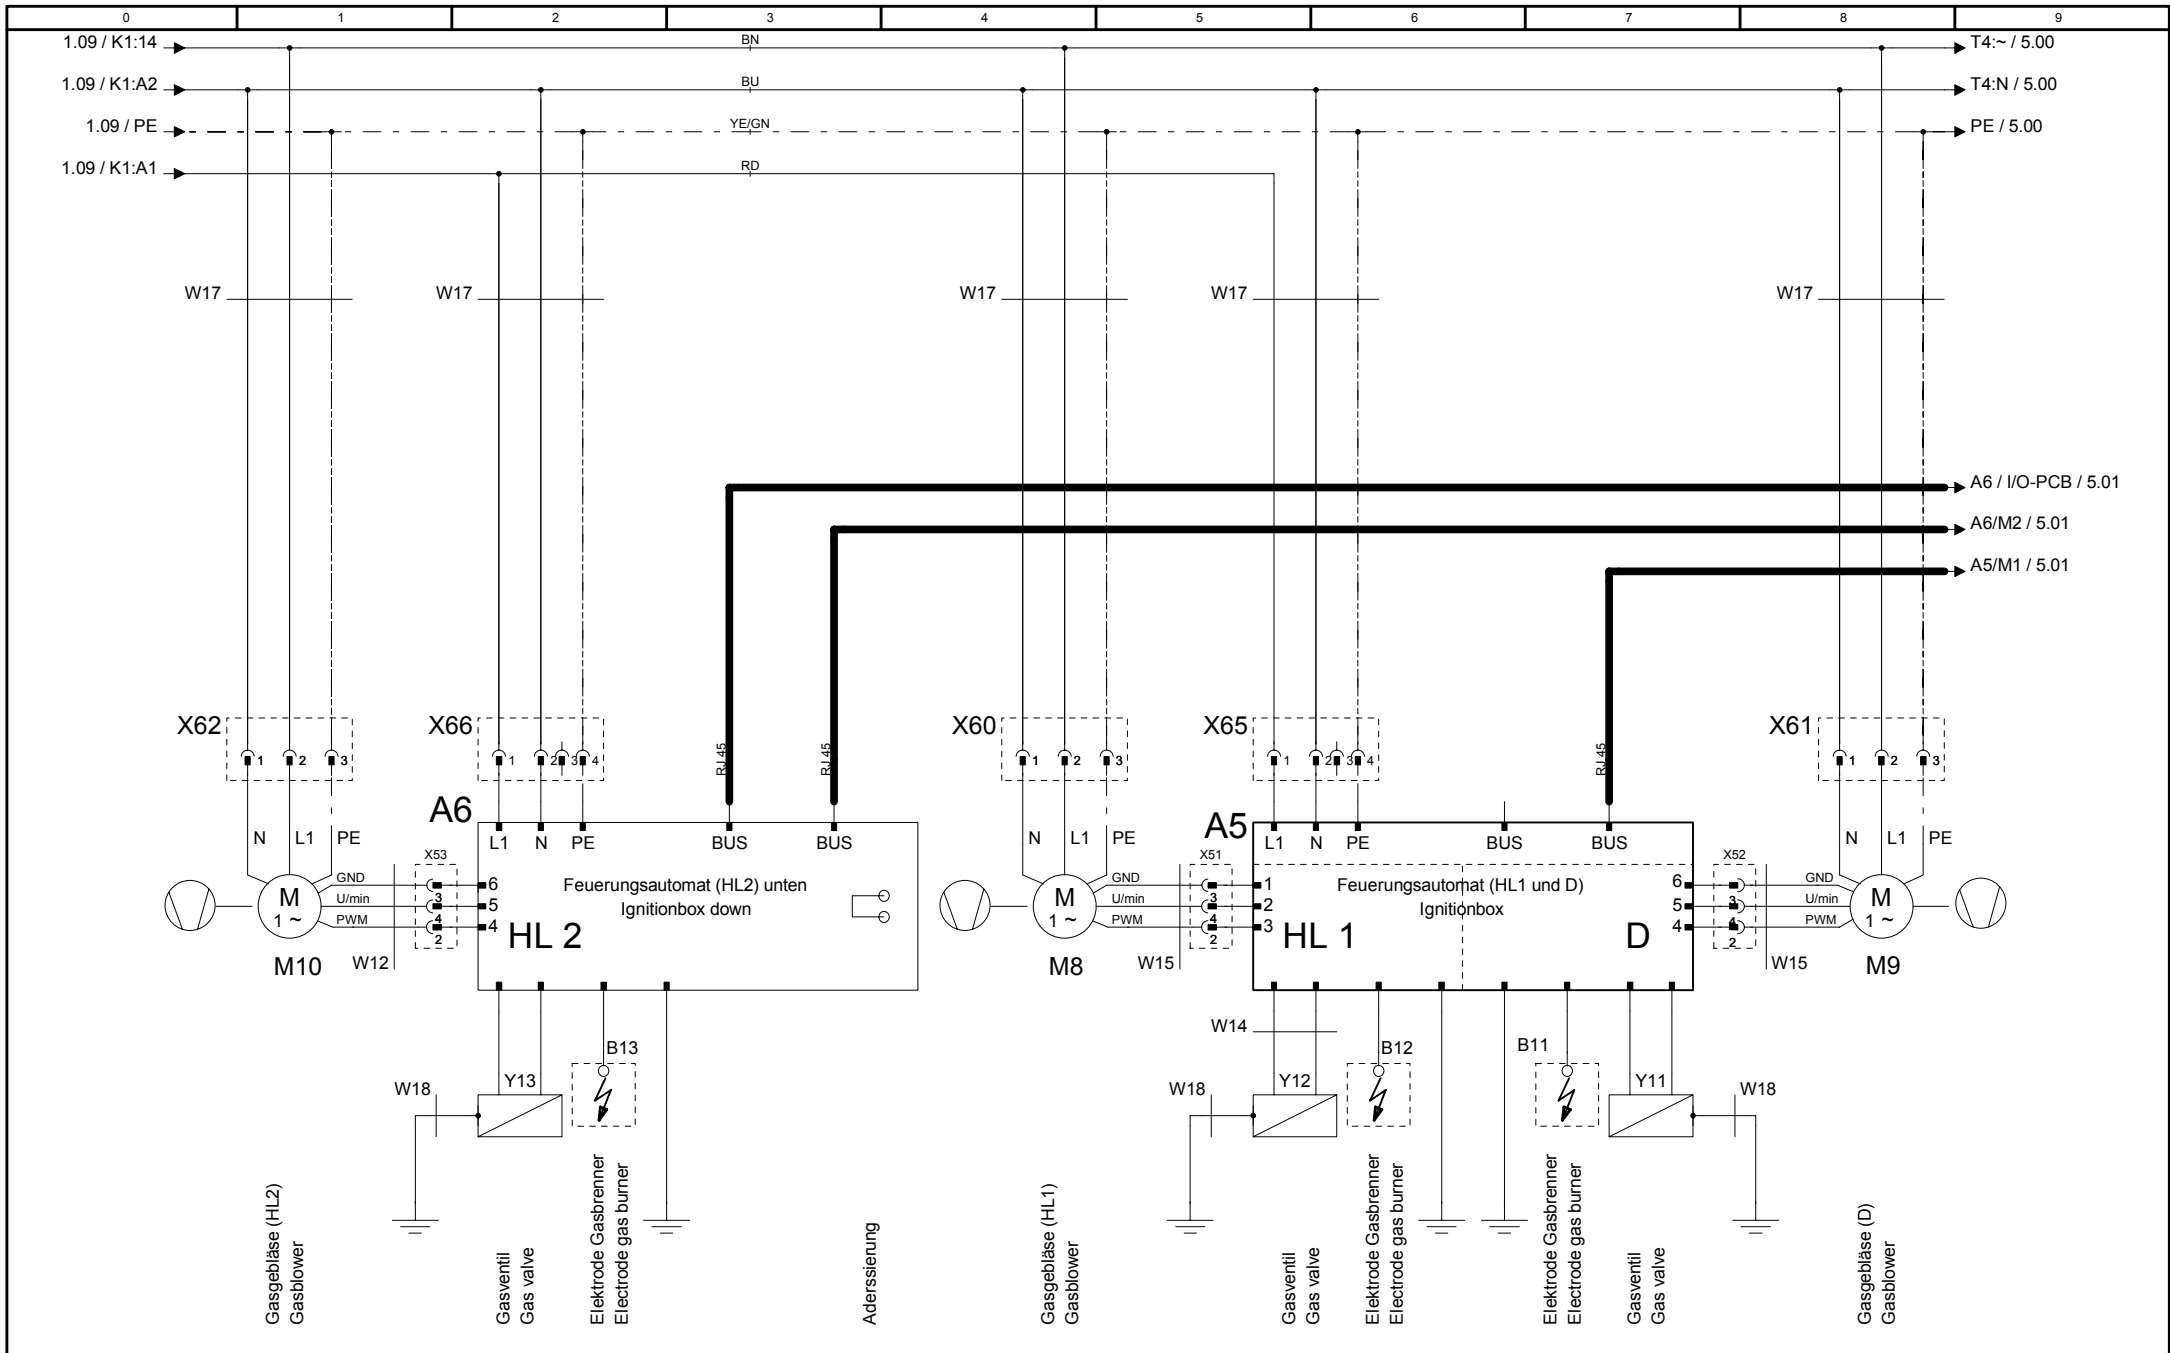 0 1 2 3 4 5 6 7 8 9
1.09 / K1:14 BN T4:~ / 5.00
1.09 / K1:A2 BU T4:N / 5.00
1.09 / PE YE/GN PE / 5.00
1.09 / K1:A1 RD
W17 W17 W17 W17 W17
A6 / I/O-PCB / 5.01
A6/M2 / 5.01
A5/M1 / 5.01
X62 X66 X60 X65 X61
RJ 45 RJ 45 RJ 45
1 2 3 1 2 3 4 1 2 3 1 2 3 4 1 2 3
A6 A5
N L1 PE L1 N PE BUS BUS N L1 PE L1 N PE BUS BUS N L1 PE
X53 X51 X52
GND 6 Feuerungsautomat (HL2) unten GND 1 Feuerungsautomat (HL1 und D) 6 GND
M 1 ~ U/min 3 5 Ignitionbox down M 1 ~ U/min 3 2 Ignitionbox 5 3 U/min M 1 ~
PWM 4 4 PWM 4 3 4 4 PWM
2 2 2
HL 2 HL 1 D
M10 W12 M8 W15 W15 M9
W14
B13 B12 B11
W18 Y13 W18 Y12 Y11 W18
Gasgebläse (HL2)
Gasblower
Gasventil
Gas valve
Elektrode Gasbrenner
Electrode gas burner
Aderssierung
Gasgebläse (HL1)
Gasblower
Gasventil
Gas valve
Elektrode Gasbrenner
Electrode gas burner
Elektrode Gasbrenner
Electrode gas burner
Gasventil
Gas valve
Gasgebläse (D)
Gasblower